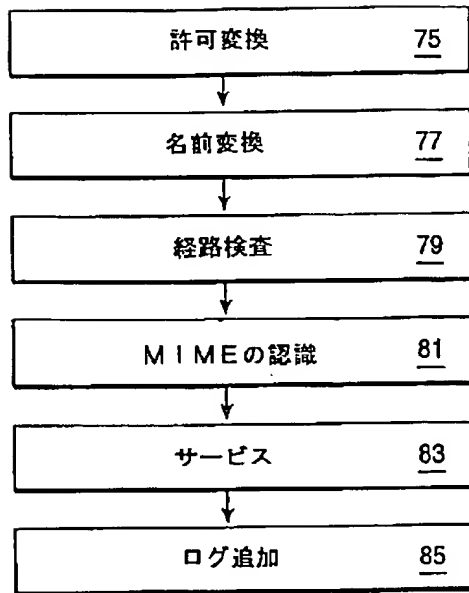 許可変換 75
名前変換 77
経路検査 79
MIMEの認識 81
サービス 83
ログ追加 85